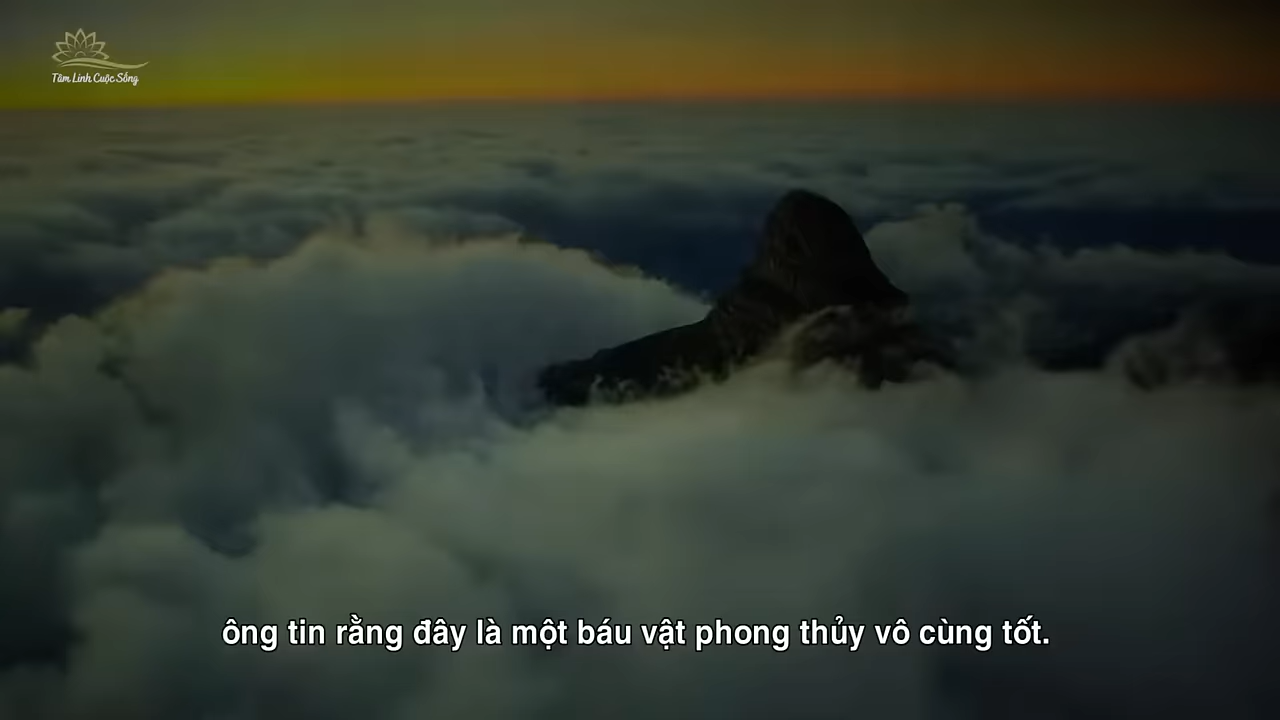 Tâm Linh Cuộc Sống
ông tin rằng đây là một báu vật phong thủy vô cùng tốt.